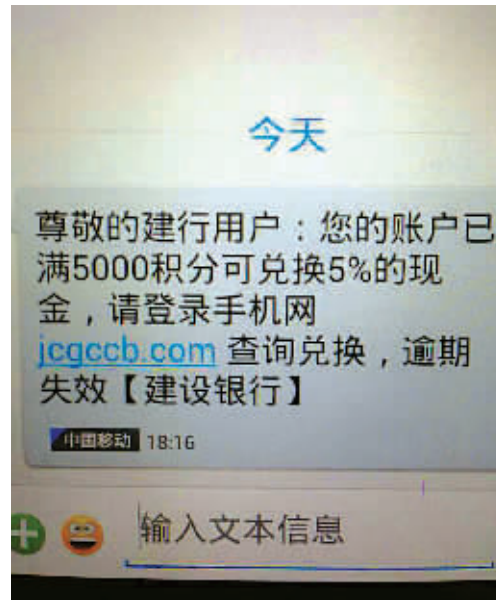 今天
尊敬的建行用户：您的账户已
满5000积分可兑换5%的现
金，请登录手机网
jcgccb.com 查询兑换，逾期
失效【建设银行】
中国移动 18:16
输入文本信息